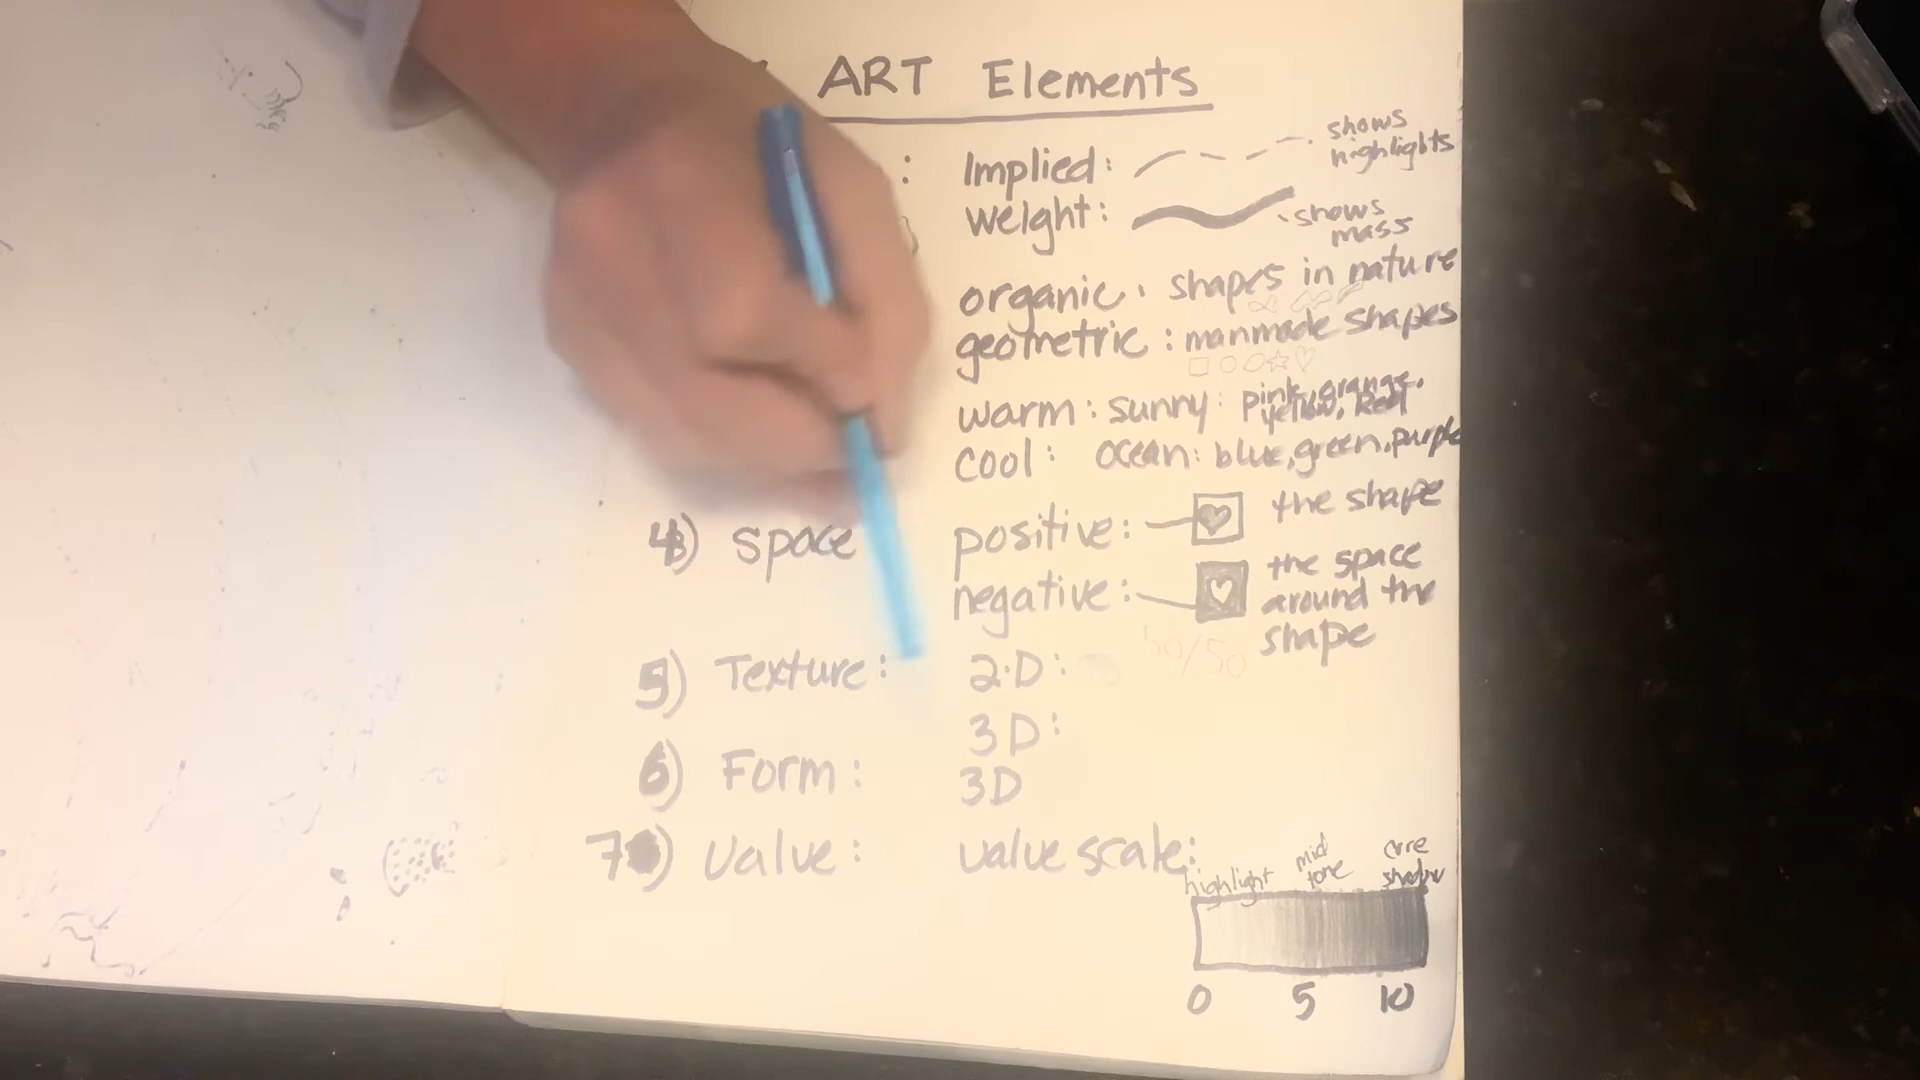 ART Elements
: Implied: shows highlights
weight: shows mass
organic: shapes in nature
geometric: manmade shapes
warm: sunny: pink, orange, yellow, Red
cool: ocean: blue, green, purple
4) space positive: the shape
negative: the space around the shape
50/50
5) Texture: 2-D:
3D:
6) Form: 3D
7) value: value scale:
highlight mid tone core shadow
0 5 10